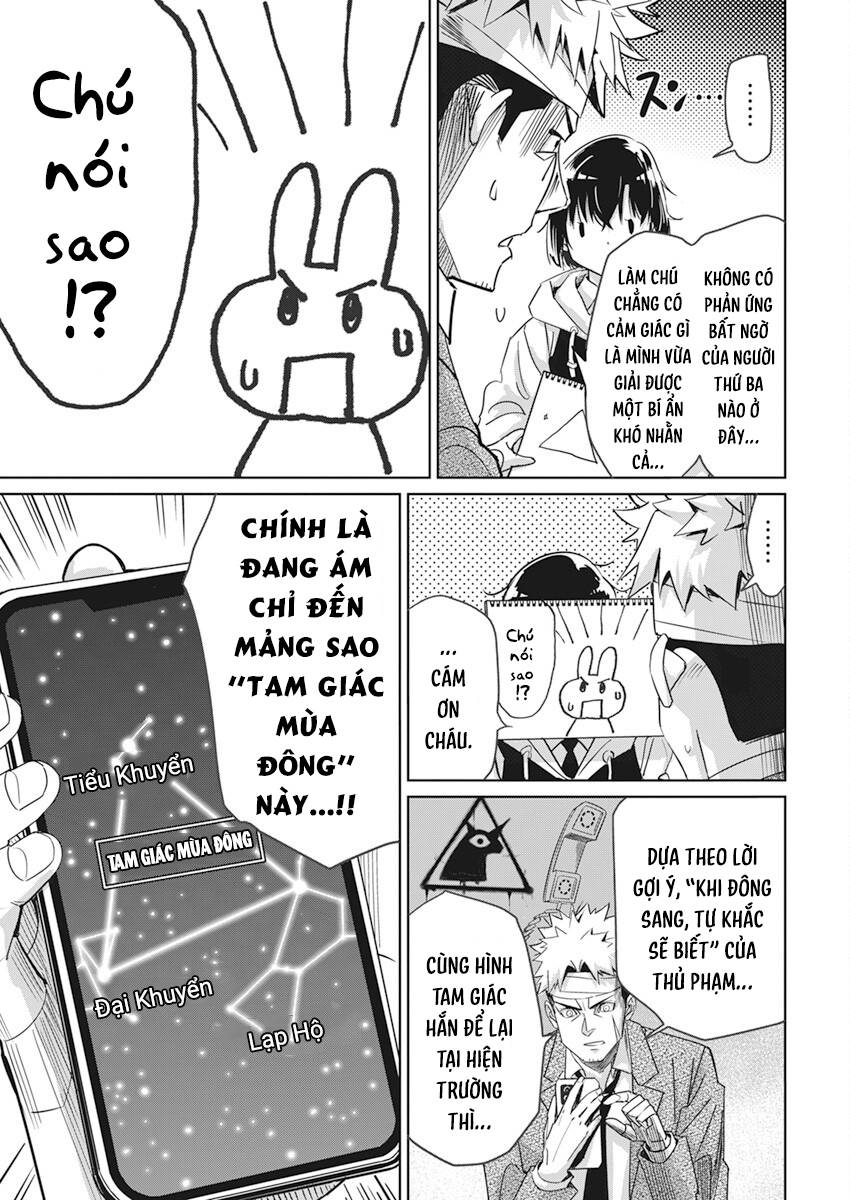 ………
スン…
KHÔNG CÓ
PHẢN ỨNG
BẤT NGỜ
CỦA NGƯỜI
THỨ BA
NÀO Ở
ĐÂY...
LÀM CHÚ
CHẲNG CÓ
CẢM GIÁC GÌ
LÀ MÌNH VỪA
GIẢI ĐƯỢC
MỘT BÍ ẨN
KHÓ NHẰN
CẢ...
Chú
nói
sao
!?
………
Chú
nói
sao
!?
...
CÁM
ƠN
CHÁU.
DỰA THEO LỜI
GỢI Ý, "KHI ĐÔNG
SANG, TỰ KHẮC
SẼ BIẾT" CỦA
THỦ PHẠM...
CÙNG HÌNH
TAM GIÁC
HẮN ĐỂ LẠI
TẠI HIỆN
TRƯỜNG
THÌ...
CHÍNH LÀ
ĐANG ÁM
CHỈ ĐẾN
MẢNG SAO
"TAM GIÁC
MÙA
ĐÔNG"
NÀY...!!
Tiểu Khuyển
TAM GIÁC MÙA ĐÔNG
Đại Khuyển
Lạp Hộ